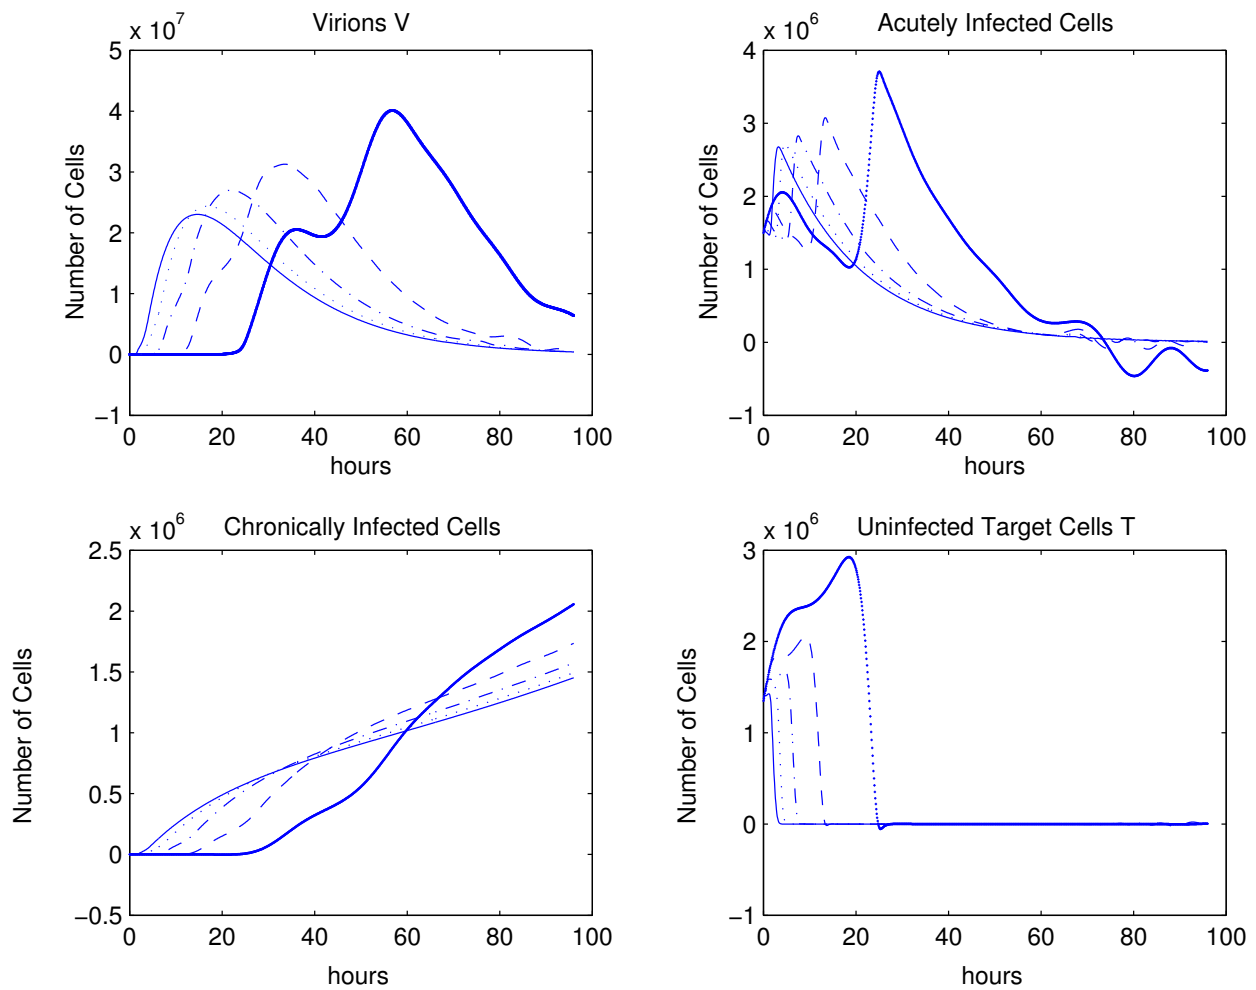 x 10^7
Virions V
5
4
3
2
1
0
−1
Number of Cells
0 20 40 60 80 100
hours
x 10^6
Acutely Infected Cells
4
3
2
1
0
−1
Number of Cells
0 20 40 60 80 100
hours
x 10^6
Chronically Infected Cells
2.5
2
1.5
1
0.5
0
−0.5
Number of Cells
0 20 40 60 80 100
hours
x 10^6
Uninfected Target Cells T
3
2
1
0
−1
Number of Cells
0 20 40 60 80 100
hours